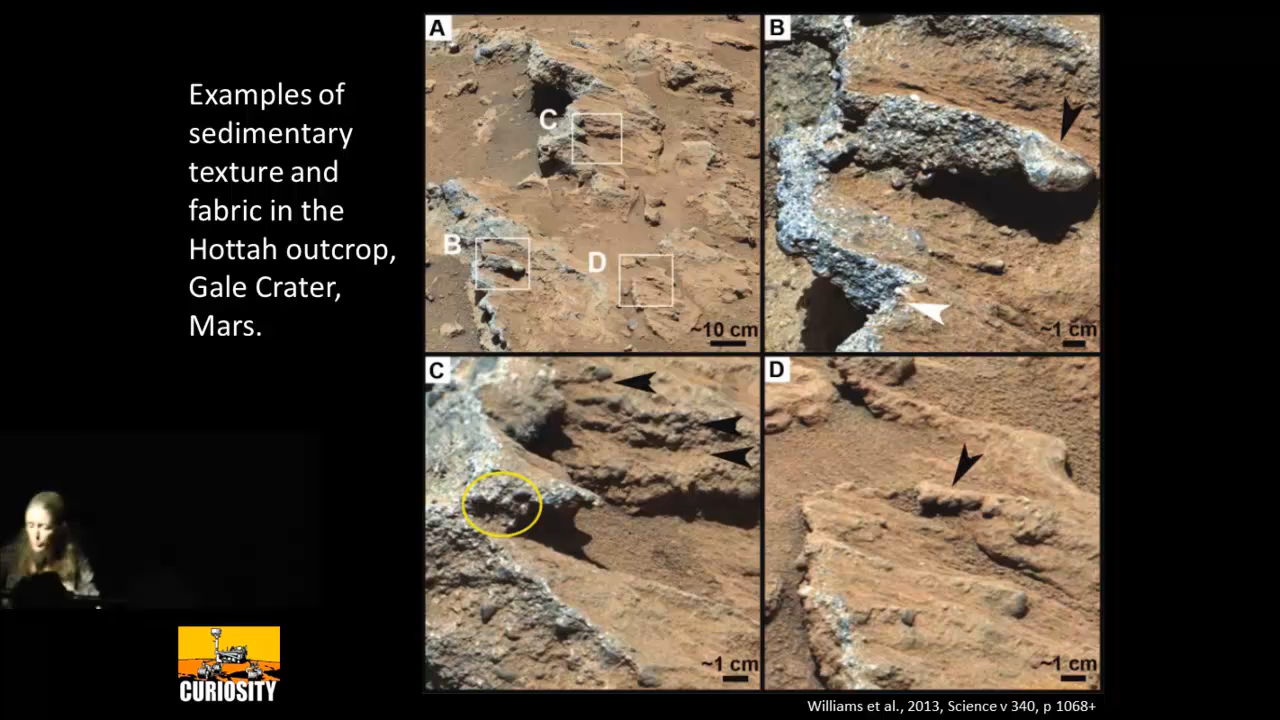 Examples of
sedimentary
texture and
fabric in the
Hottah outcrop,
Gale Crater,
Mars.
A
C
B
D
~10 cm
B
~1 cm
C
~1 cm
D
~1 cm
CURIOSITY
Williams et al., 2013, Science v 340, p 1068+